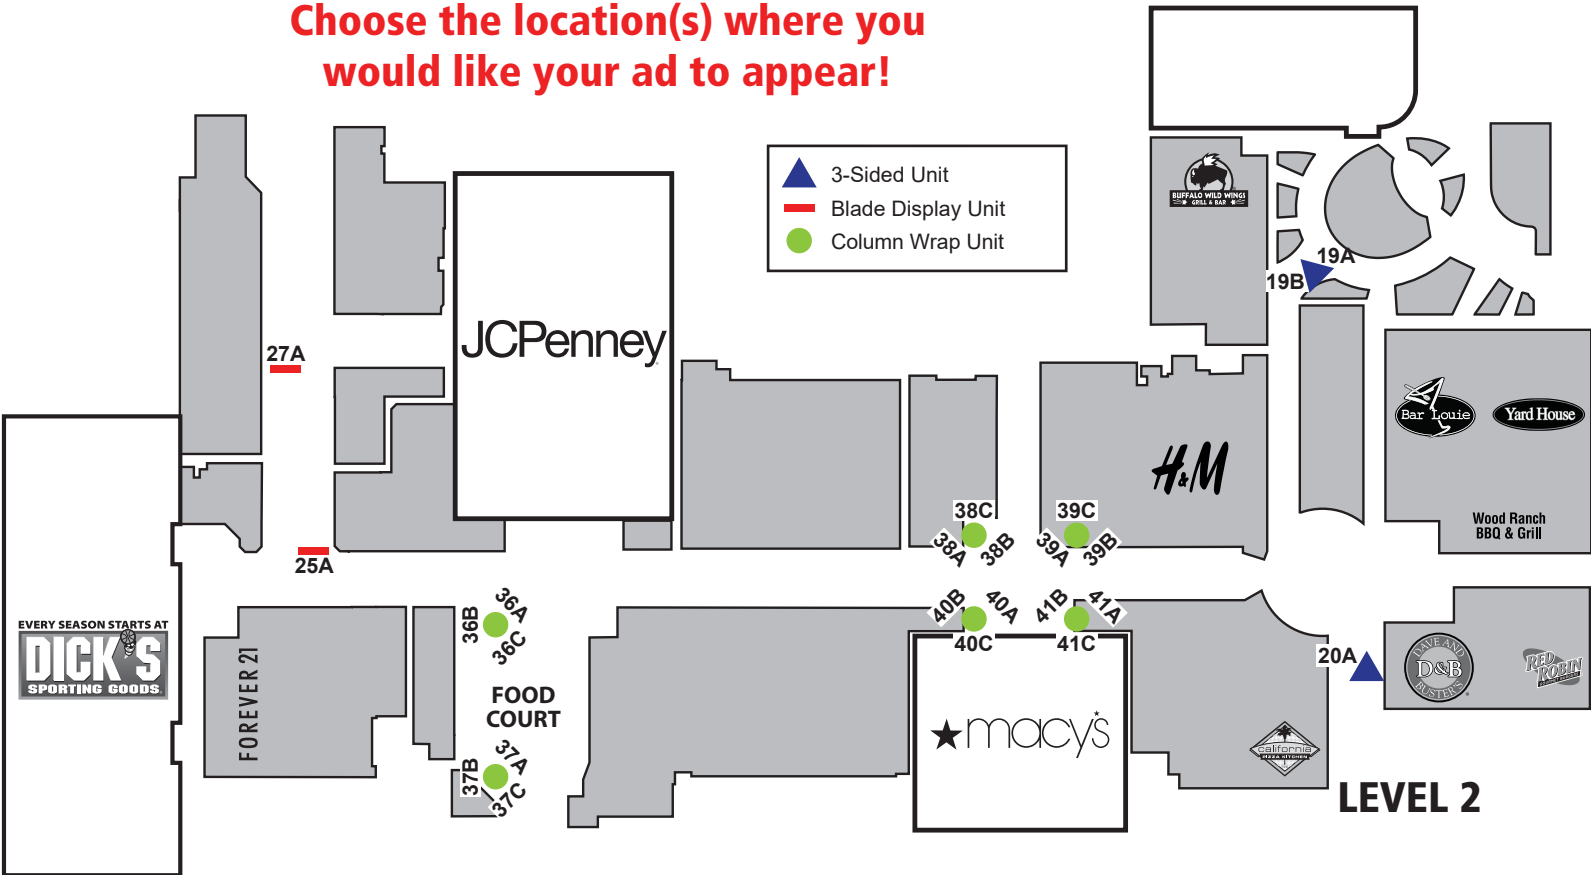 Choose the location(s) where you
would like your ad to appear!
3-Sided Unit
Blade Display Unit
Column Wrap Unit
BUFFALO WILD WINGS
GRILL & BAR
19A
19B
27A
JCPenney
Bar Louie
Yard House
H&M
Wood Ranch
BBQ & Grill
38C
38A
38B
39C
39A
39B
25A
36A
36B
36C
40B
40A
40C
41B
41A
41C
EVERY SEASON STARTS AT
DICK'S
SPORTING GOODS
FOREVER 21
FOOD
COURT
20A
DAVE AND
D&B
BUSTER'S
RED
ROBIN
macy's
california
PIZZA KITCHEN
37A
37B
37C
LEVEL 2